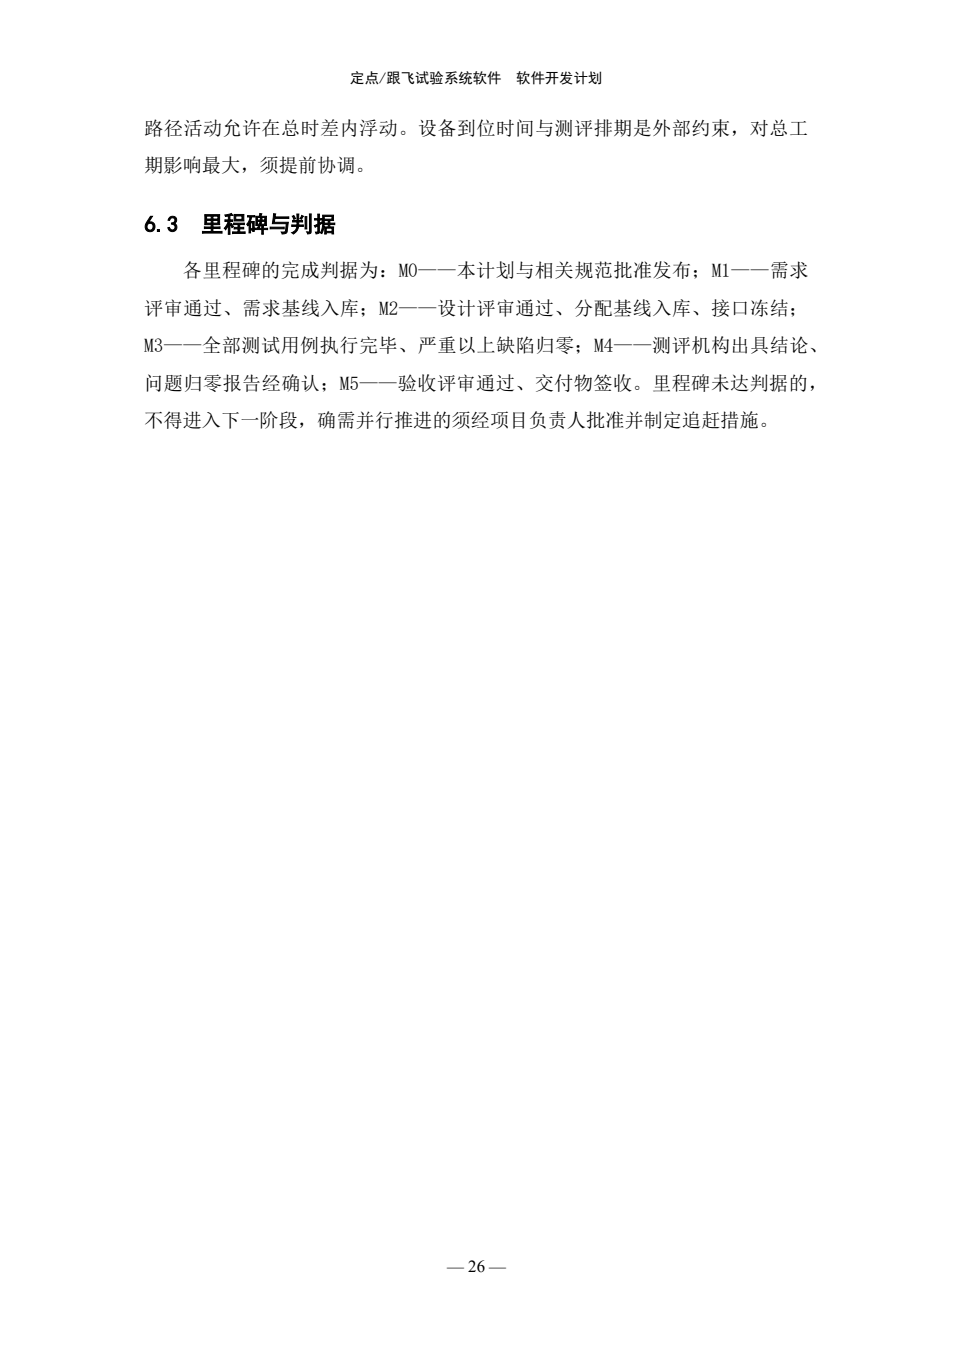 定点/跟飞试验系统软件　软件开发计划
路径活动允许在总时差内浮动。设备到位时间与测评排期是外部约束，对总工
期影响最大，须提前协调。
6.3　里程碑与判据
各里程碑的完成判据为：M0——本计划与相关规范批准发布；M1——需求
评审通过、需求基线入库；M2——设计评审通过、分配基线入库、接口冻结；
M3——全部测试用例执行完毕、严重以上缺陷归零；M4——测评机构出具结论、
问题归零报告经确认；M5——验收评审通过、交付物签收。里程碑未达判据的，
不得进入下一阶段，确需并行推进的须经项目负责人批准并制定追赶措施。
— 26 —